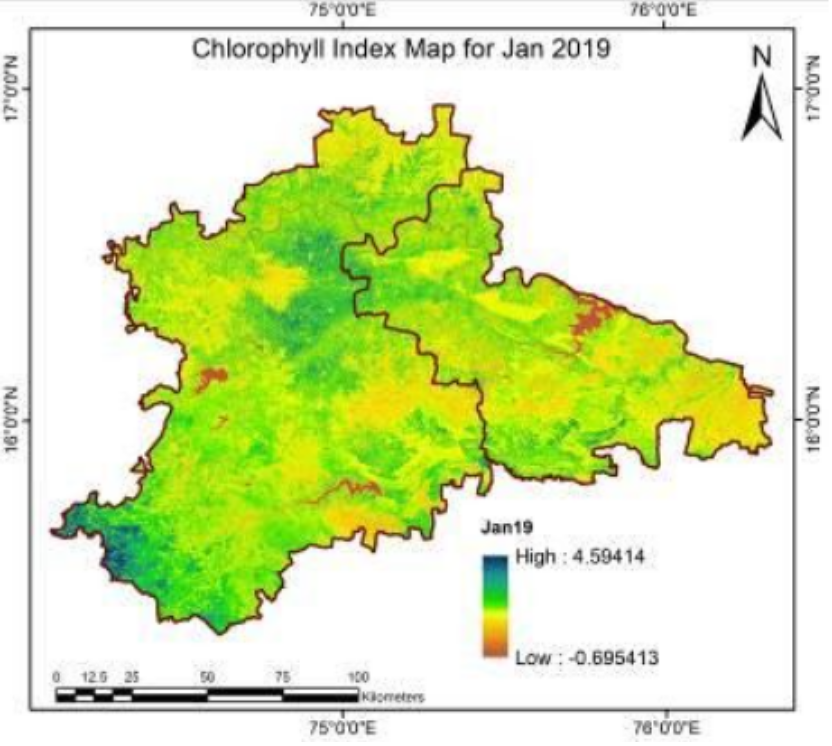 75°0'0"E 76°0'0"E
Chlorophyll Index Map for Jan 2019
N
17°0'0"N 17°0'0"N
16°0'0"N 16°0'0"N
Jan19
High : 4.59414
Low : -0.695413
0 12.5 25 50 75 100
Kilometers
75°0'0"E 76°0'0"E